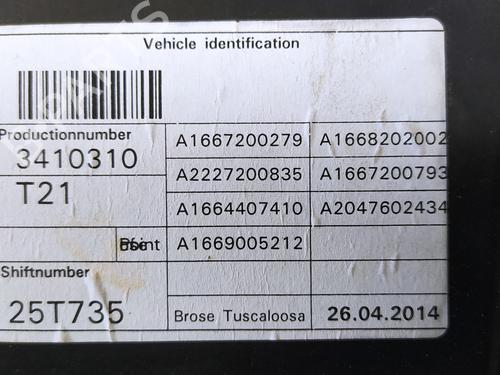 Vehicle identification
Productionnumber
3410310
A1667200279 A1668202002
T21
A2227200835 A1667200793
A1664407410 A2047602434
A1669005212
Shiftnumber
25T735
Brose Tuscaloosa 26.04.2014